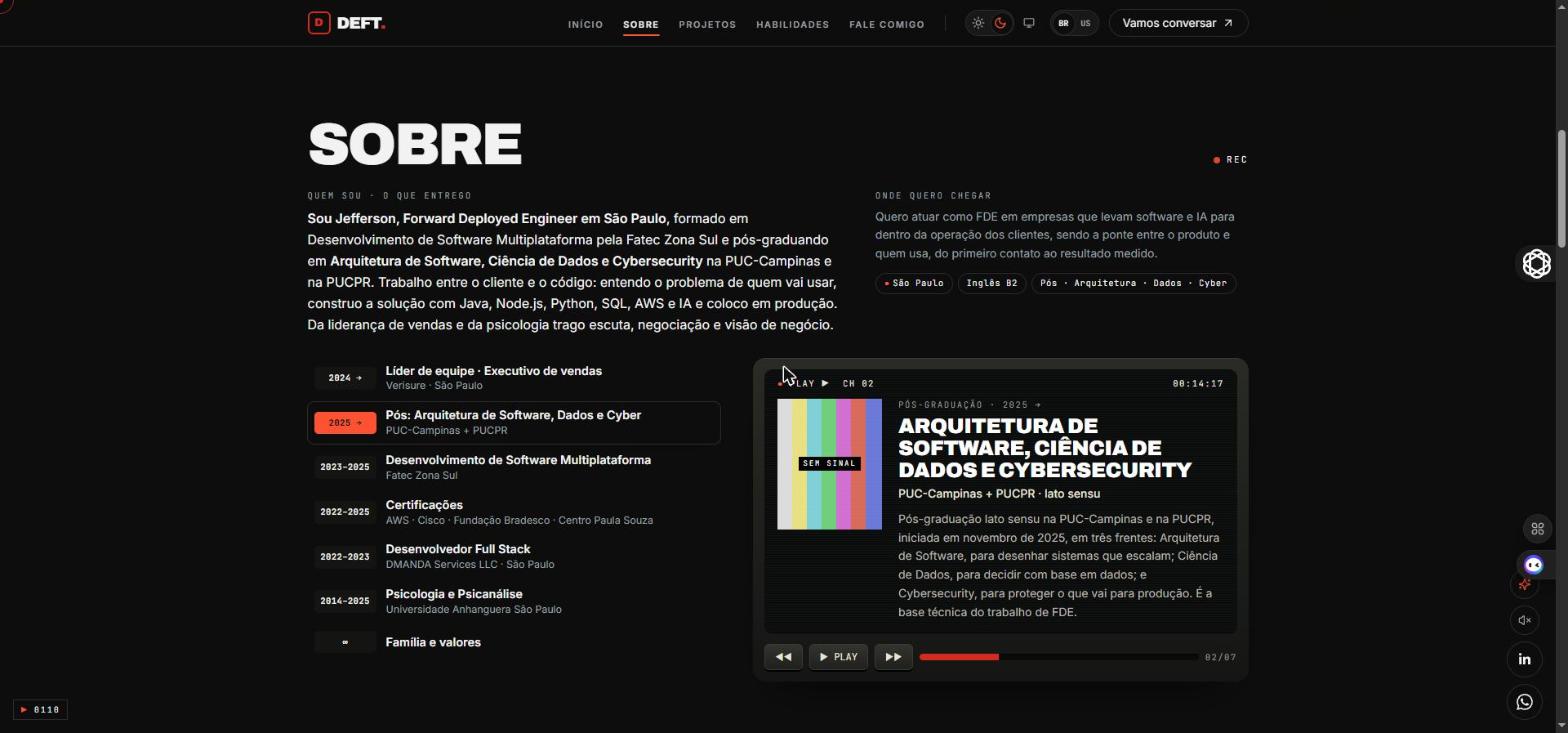 D DEFT.
INÍCIO SOBRE PROJETOS HABILIDADES FALE COMIGO BR US Vamos conversar ↗
SOBRE
REC
QUEM SOU · O QUE ENTREGO
Sou Jefferson, Forward Deployed Engineer em São Paulo, formado em
Desenvolvimento de Software Multiplataforma pela Fatec Zona Sul e pós-graduando
em Arquitetura de Software, Ciência de Dados e Cybersecurity na PUC-Campinas e
na PUCPR. Trabalho entre o cliente e o código: entendo o problema de quem vai usar,
construo a solução com Java, Node.js, Python, SQL, AWS e IA e coloco em produção.
Da liderança de vendas e da psicologia trago escuta, negociação e visão de negócio.
ONDE QUERO CHEGAR
Quero atuar como FDE em empresas que levam software e IA para
dentro da operação dos clientes, sendo a ponte entre o produto e
quem usa, do primeiro contato ao resultado medido.
São Paulo Inglês B2 Pós · Arquitetura · Dados · Cyber
2024 → Líder de equipe · Executivo de vendas
Verisure · São Paulo
2025 → Pós: Arquitetura de Software, Dados e Cyber
PUC-Campinas + PUCPR
2023–2025 Desenvolvimento de Software Multiplataforma
Fatec Zona Sul
2022–2025 Certificações
AWS · Cisco · Fundação Bradesco · Centro Paula Souza
2022–2023 Desenvolvedor Full Stack
DMANDA Services LLC · São Paulo
2014–2025 Psicologia e Psicanálise
Universidade Anhanguera São Paulo
∞ Família e valores
LAY ▶ CH 02 00:14:17
SEM SINAL
PÓS-GRADUAÇÃO · 2025 →
ARQUITETURA DE
SOFTWARE, CIÊNCIA DE
DADOS E CYBERSECURITY
PUC-Campinas + PUCPR · lato sensu
Pós-graduação lato sensu na PUC-Campinas e na PUCPR,
iniciada em novembro de 2025, em três frentes: Arquitetura
de Software, para desenhar sistemas que escalam; Ciência
de Dados, para decidir com base em dados; e
Cybersecurity, para proteger o que vai para produção. É a
base técnica do trabalho de FDE.
◀◀ ▶ PLAY ▶▶ 02/07
▶ 0110
in